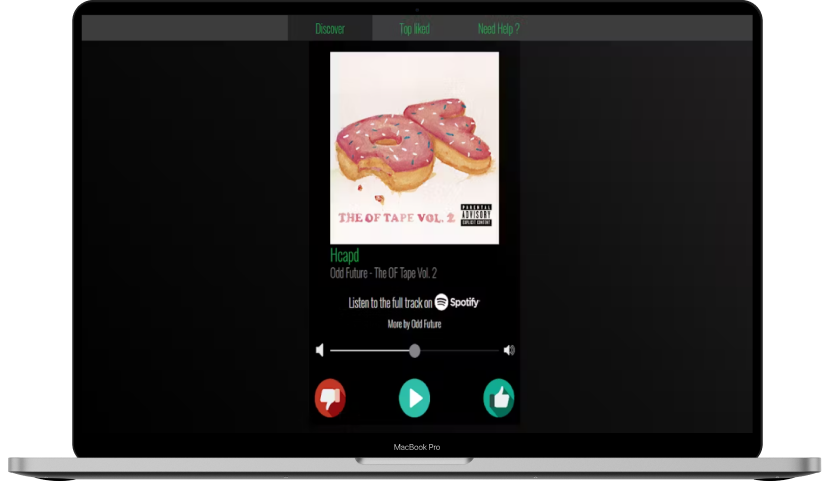 Discover
Top liked
Need Help ?
THE OF TAPE VOL. 2
PARENTAL
ADVISORY
EXPLICIT CONTENT
Hcapd
Odd Future - The OF Tape Vol. 2
Listen to the full track on Spotify
More by Odd Future
MacBook Pro